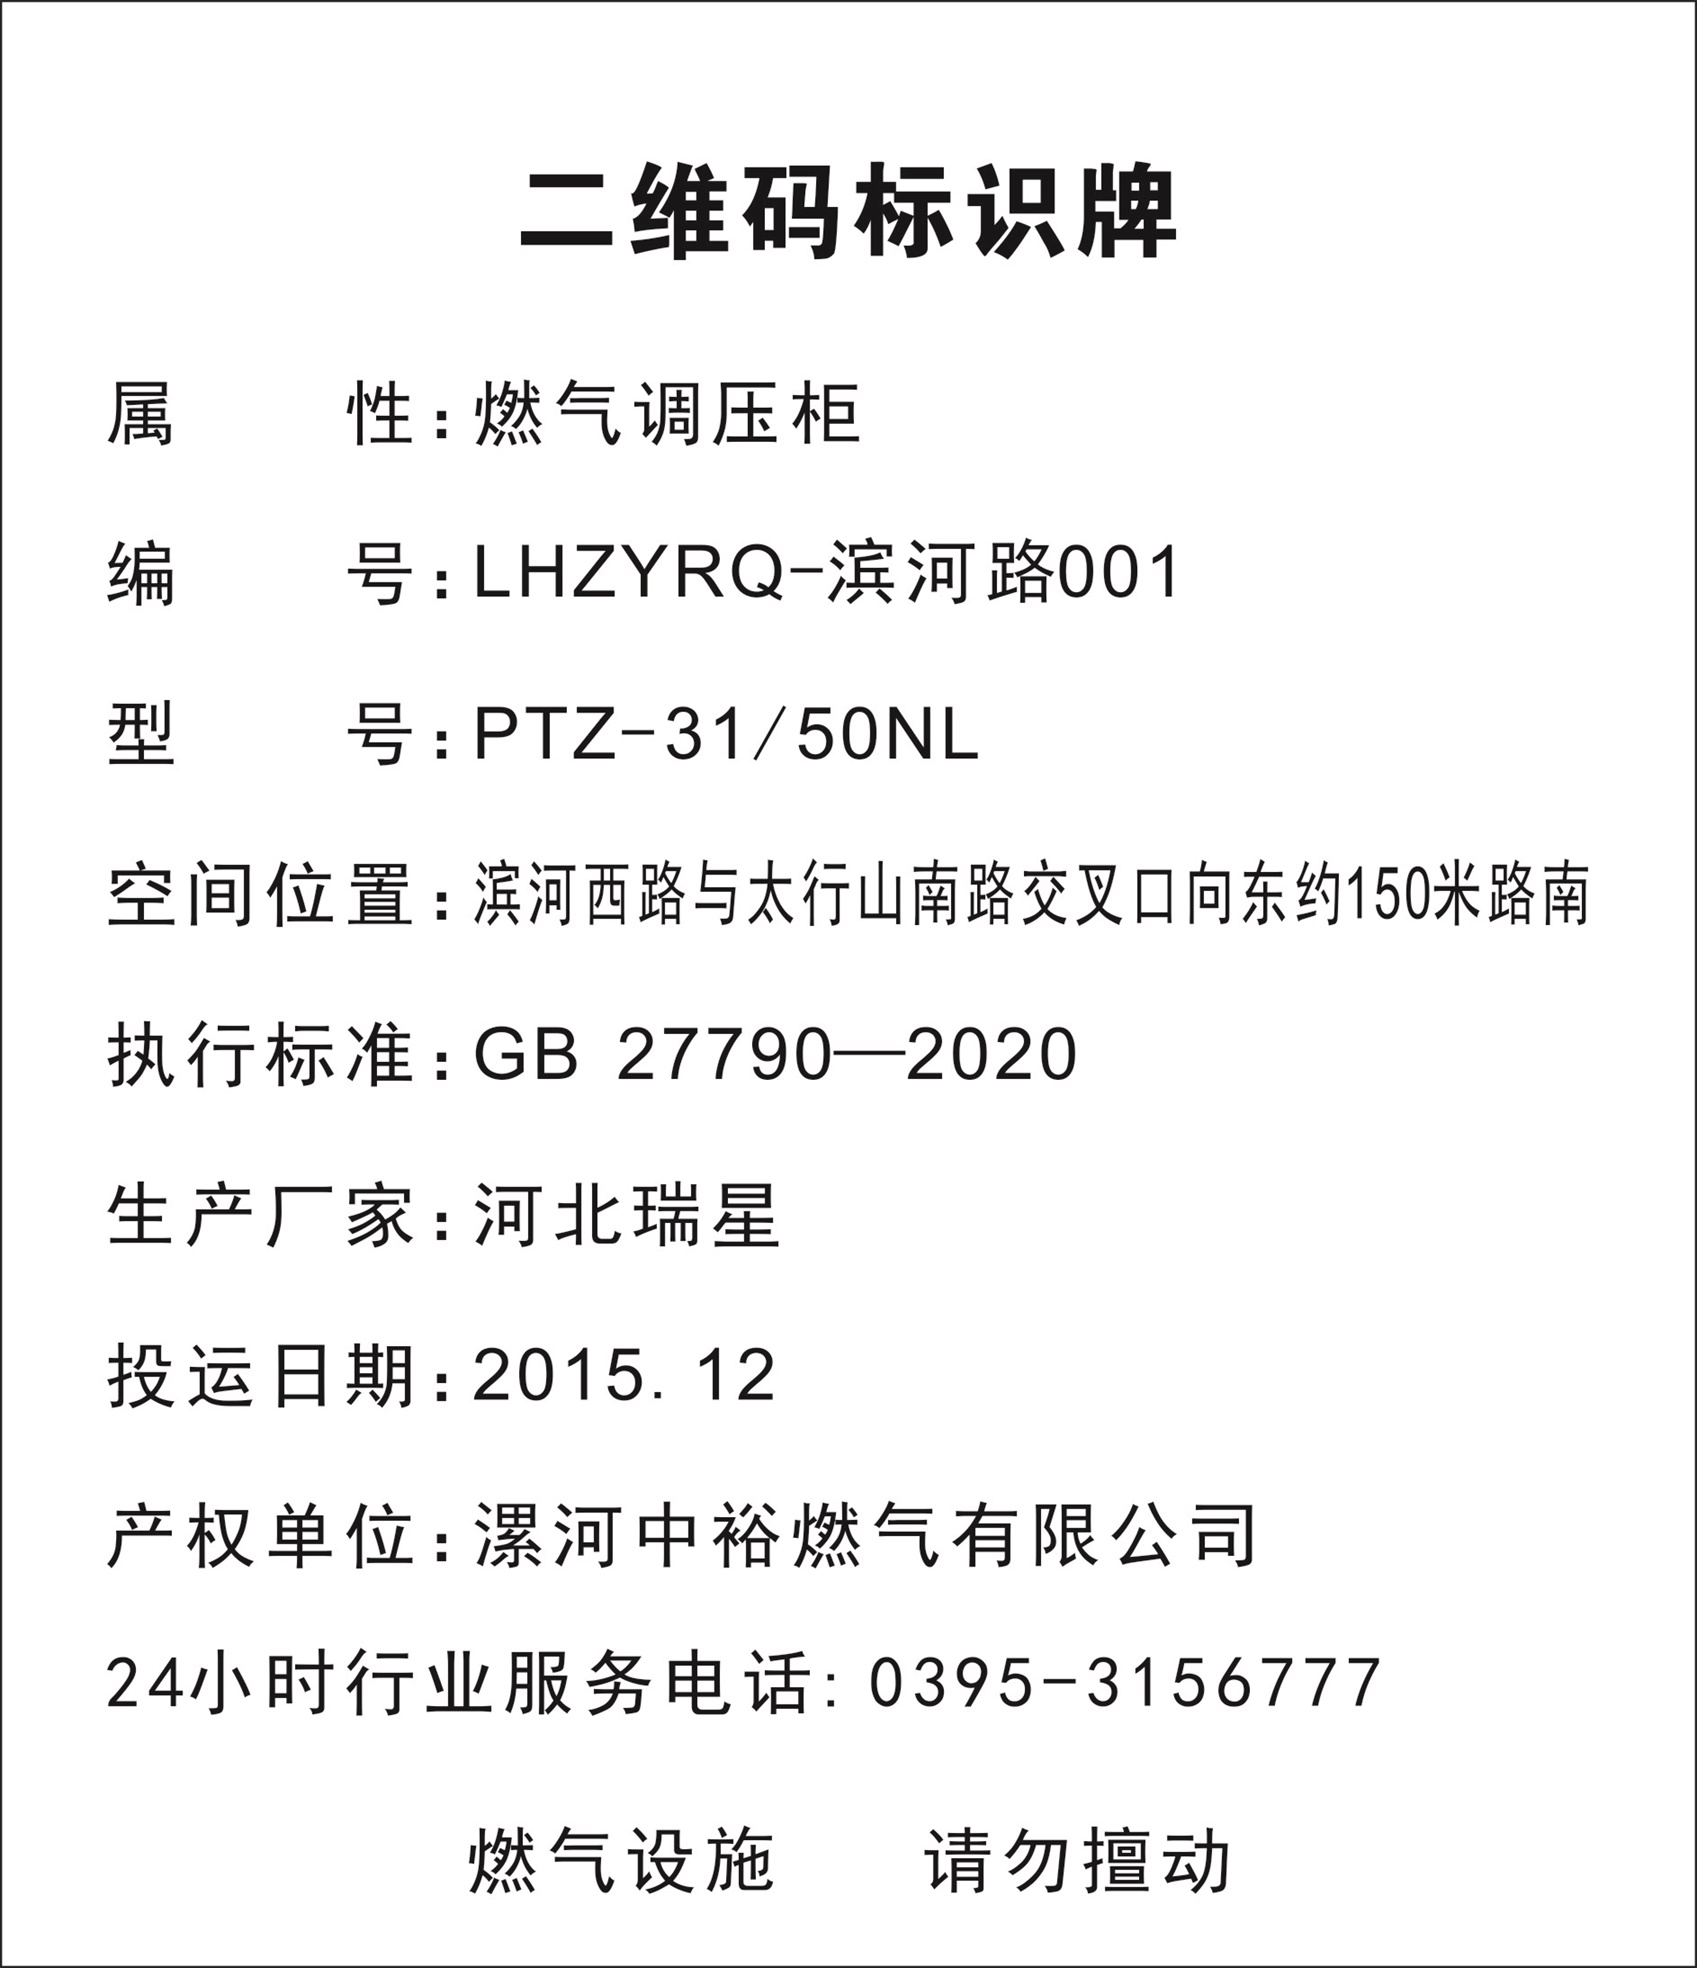 二维码标识牌
属　　性:燃气调压柜
编　　号:LHZYRQ-滨河路001
型　　号:PTZ-31/50NL
空间位置:滨河西路与太行山南路交叉口向东约150米路南
执行标准:GB 27790—2020
生产厂家:河北瑞星
投运日期:2015.12
产权单位:漯河中裕燃气有限公司
24小时行业服务电话: 0395-3156777
燃气设施　　请勿擅动